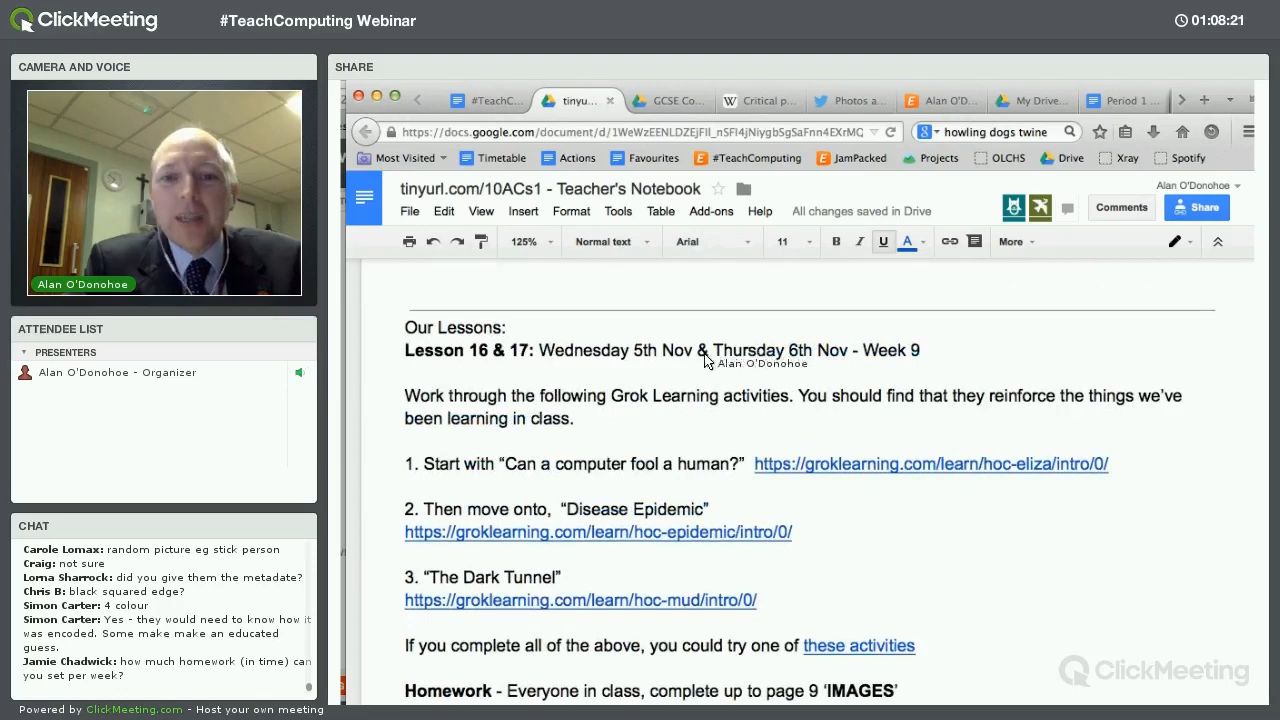 ClickMeeting
#TeachComputing Webinar
01:08:21
CAMERA AND VOICE
Alan O'Donohoe
ATTENDEE LIST
PRESENTERS
Alan O'Donohoe - Organizer
CHAT
Carole Lomax: random picture eg stick person
Craig: not sure
Lorna Sharrock: did you give them the metadate?
Chris B: black squared edge?
Simon Carter: 4 colour
Simon Carter: Yes - they would need to know how it
was encoded. Some make make an educated
guess.
Jamie Chadwick: how much homework (in time) can
you set per week?
SHARE
#TeachC...
tinyu...
GCSE Co...
Critical p...
Photos a...
Alan O'D...
My Drive...
Period 1
howling dogs twine
Most Visited
Timetable
Actions
Favourites
#TeachComputing
JamPacked
Projects
OLCHS
Drive
Xray
Spotify
tinyurl.com/10ACs1 - Teacher's Notebook
Alan O'Donohoe
File Edit View Insert Format Tools Table Add-ons Help All changes saved in Drive
Comments
Share
125% Normal text Arial 11 B I U A More
Our Lessons:
Lesson 16 & 17: Wednesday 5th Nov & Thursday 6th Nov - Week 9
Alan O'Donohoe
Work through the following Grok Learning activities. You should find that they reinforce the things we've
been learning in class.
1. Start with “Can a computer fool a human?” https://groklearning.com/learn/hoc-eliza/intro/0/
2. Then move onto, “Disease Epidemic”
https://groklearning.com/learn/hoc-epidemic/intro/0/
3. “The Dark Tunnel”
https://groklearning.com/learn/hoc-mud/intro/0/
If you complete all of the above, you could try one of these activities
Homework - Everyone in class, complete up to page 9 ‘IMAGES’
ClickMeeting
Powered by ClickMeeting.com - Host your own meeting